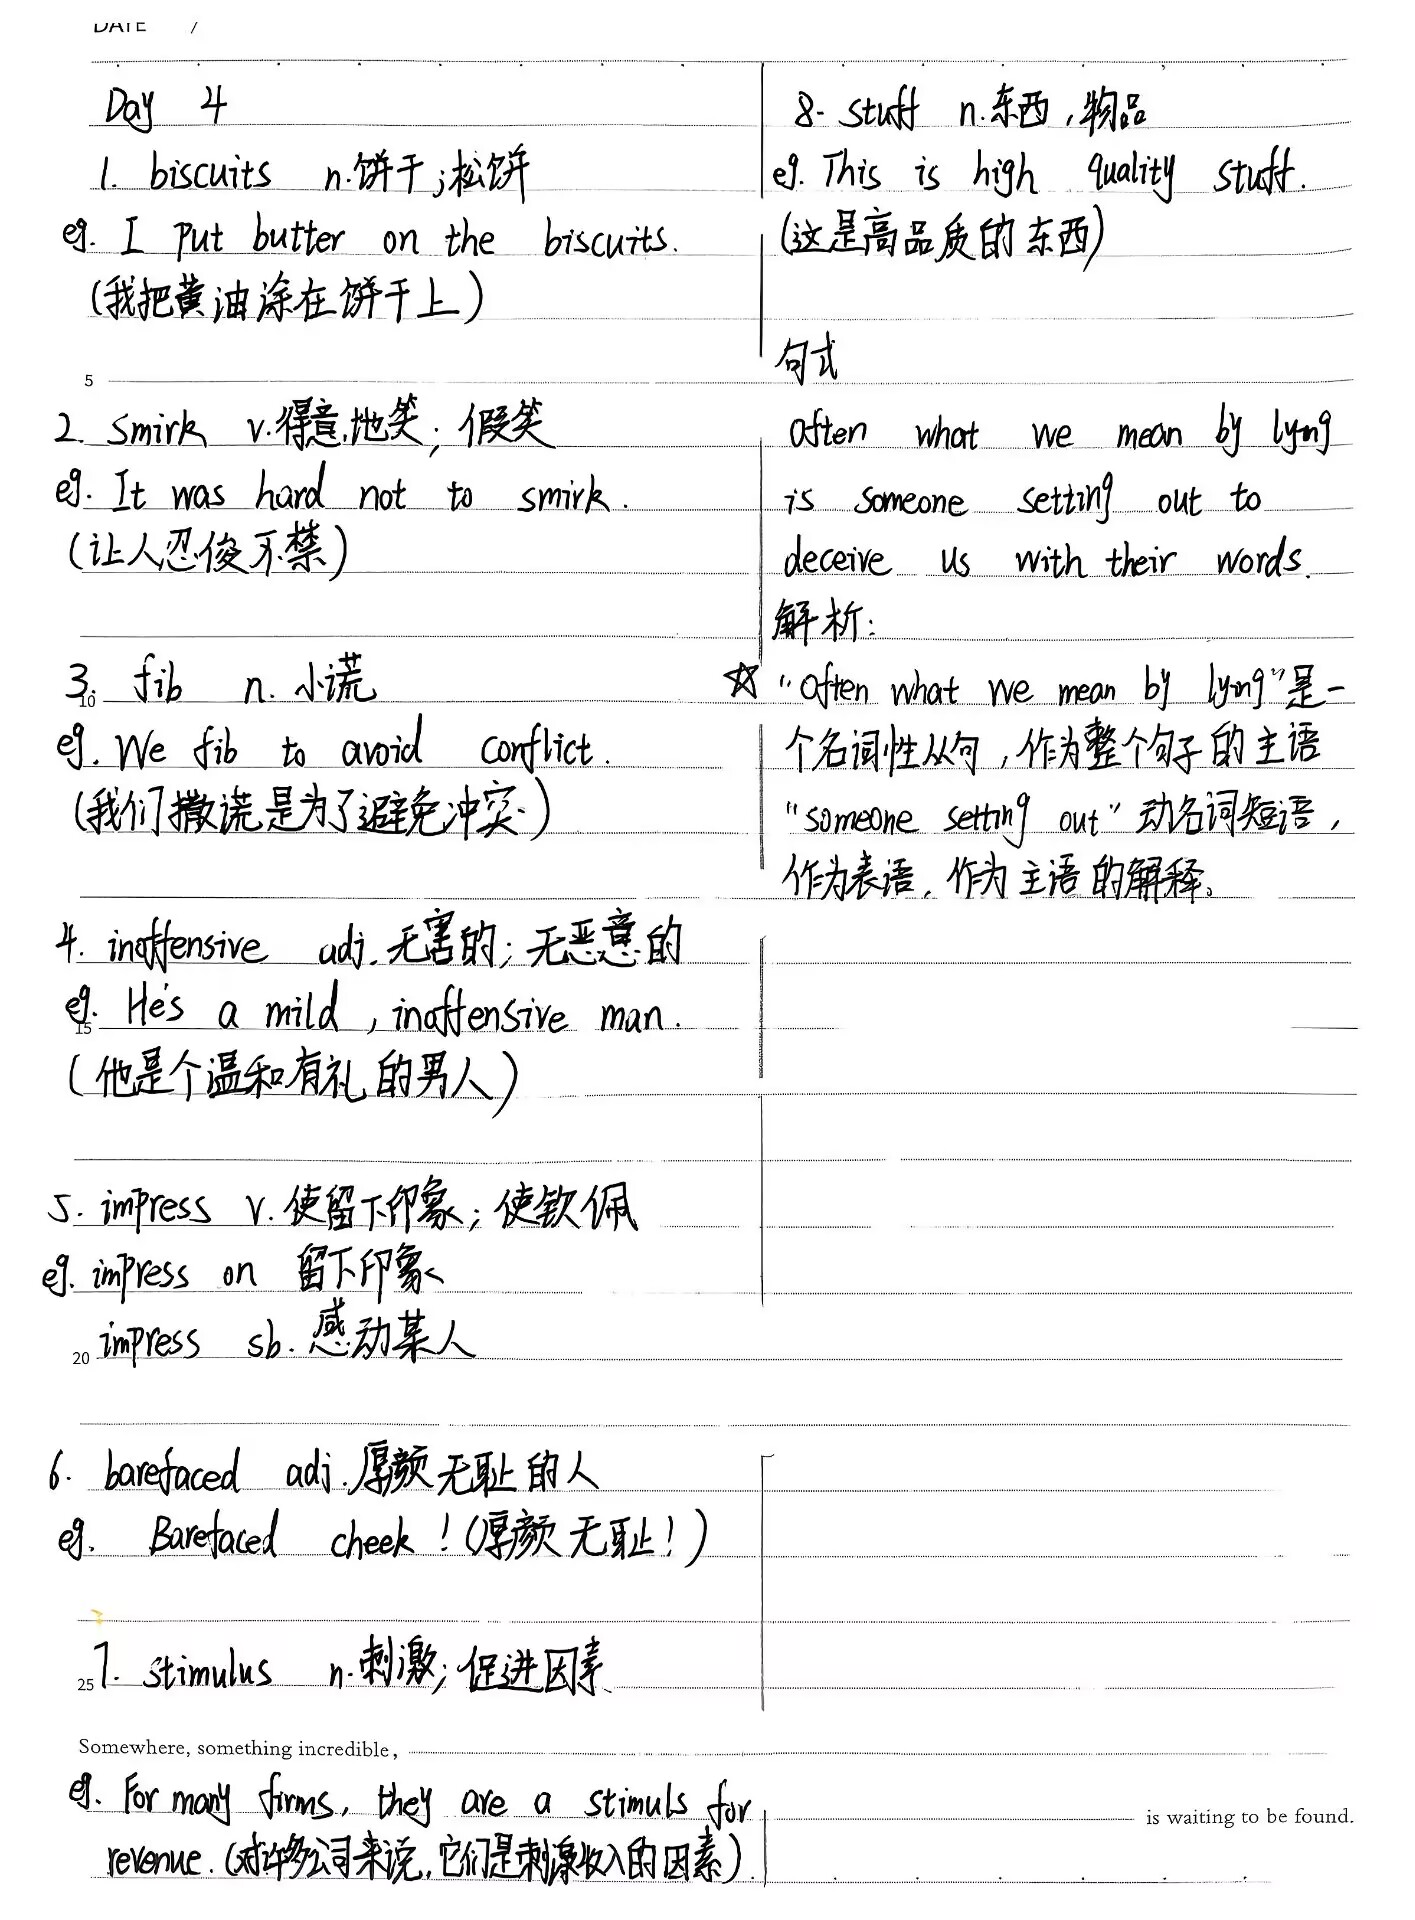 DATE /
Day 4
1. biscuits n.饼干;松饼
eg. I put butter on the biscuits.
(我把黄油涂在饼干上)
5
2. smirk v.得意地笑; 假笑
eg. It was hard not to smirk.
(让人忍俊不禁)
3. fib n. 小谎
10
eg. We fib to avoid conflict.
(我们撒谎是为了避免冲突.)
4. inoffensive adj.无害的; 无恶意的
eg. He's a mild, inoffensive man.
15
(他是个温和有礼的男人)
5. impress v.使留下印象; 使钦佩
eg. impress on 留下印象
impress sb. 感动某人
20
6. barefaced adj.厚颜无耻的人
eg. Barefaced cheek! (厚颜无耻!)
7. stimulus n.刺激; 促进因素
25
Somewhere, something incredible,
eg. For many firms, they are a stimuls for
revenue. (对许多公司来说,它们是刺激收入的因素)
8. stuff n.东西,物品
eg. This is high quality stuff.
(这是高品质的东西)
句式
Often what we mean by lying
is someone setting out to
deceive us with their words.
解析:
☆ "Often what we mean by lying"是一
个名词性从句,作为整个句子的主语
"someone setting out" 动名词短语,
作为表语,作为主语的解释。
is waiting to be found.